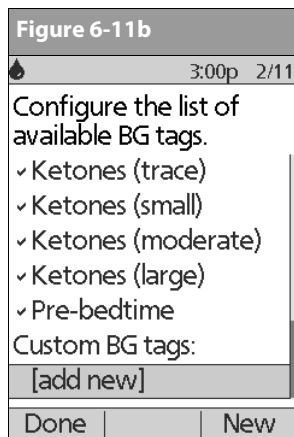 Figure 6-11b
3:00p 2/11
Configure the list of
available BG tags.
Ketones (trace)
Ketones (small)
Ketones (moderate)
Ketones (large)
Pre-bedtime
Custom BG tags:
[add new]
Done New